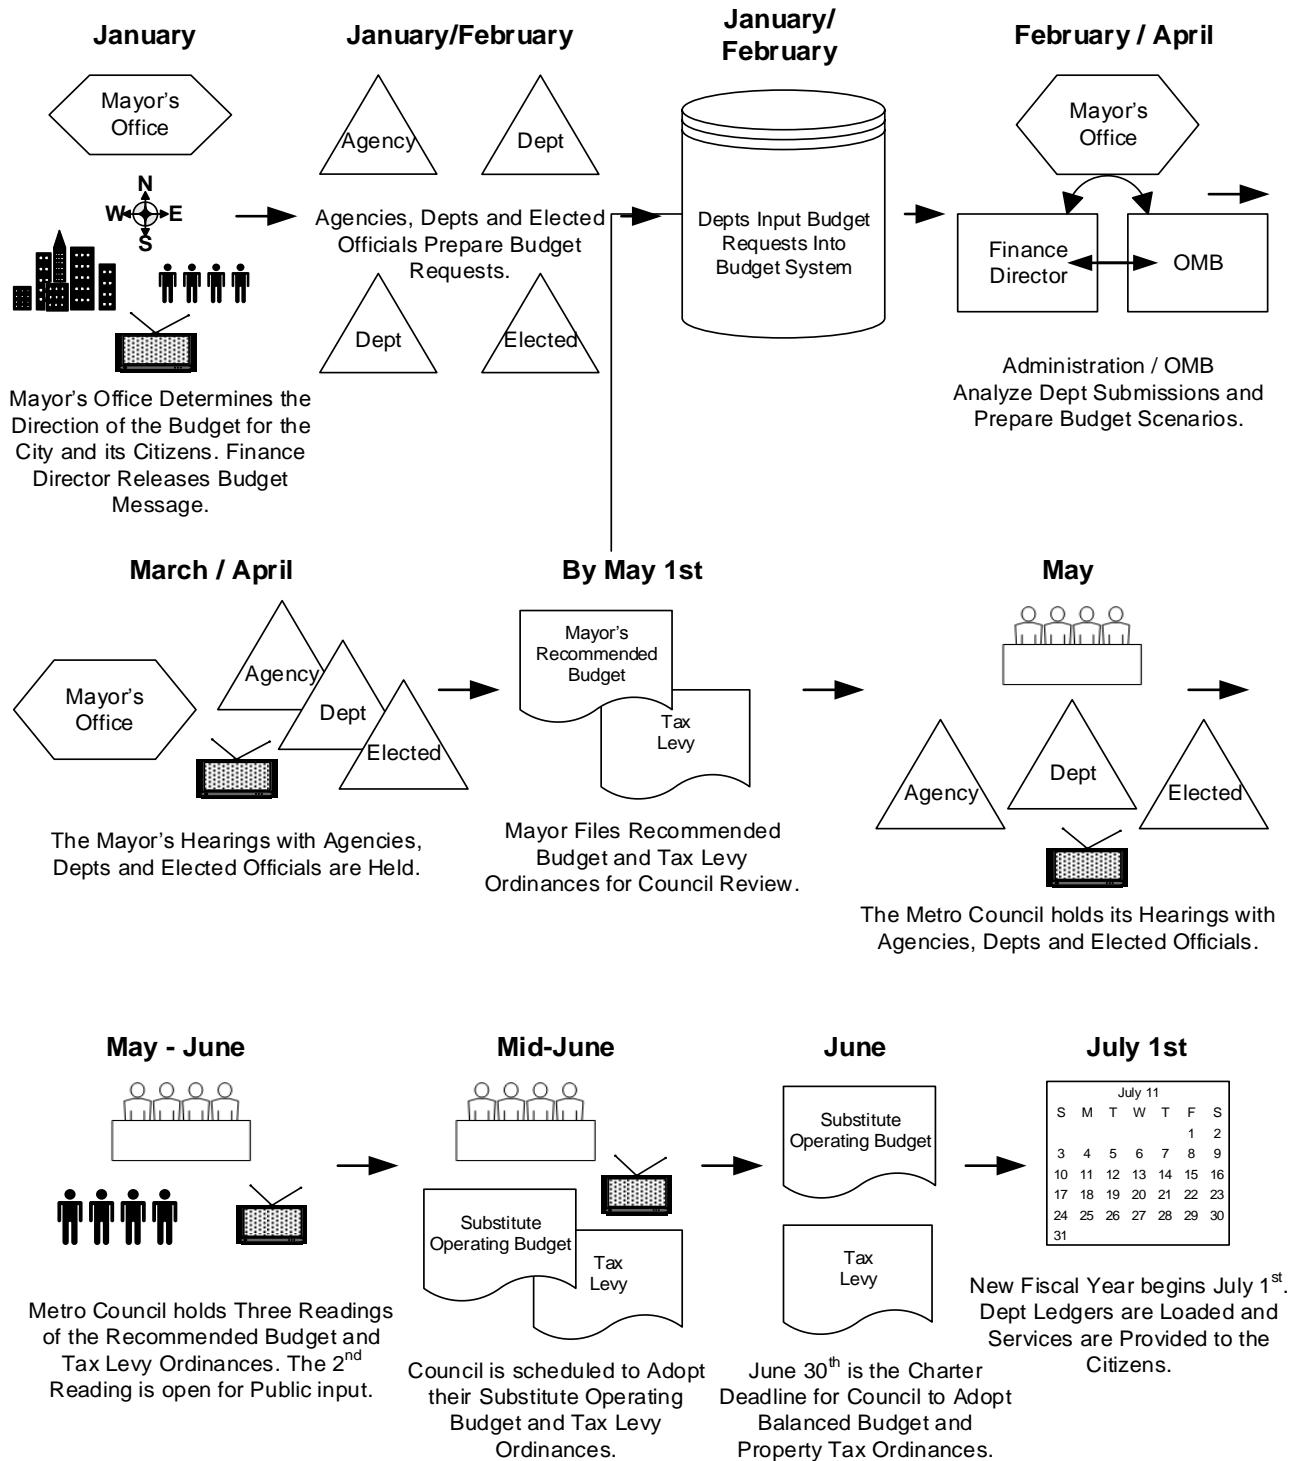 January
Mayor's
Office
N
W
E
S
Mayor's Office Determines the
Direction of the Budget for the
City and its Citizens. Finance
Director Releases Budget
Message.
January/February
Agency
Dept
Agencies, Depts and Elected
Officials Prepare Budget
Requests.
Dept
Elected
January/
February
Depts Input Budget
Requests Into
Budget System
February / April
Mayor's
Office
Finance
Director
OMB
Administration / OMB
Analyze Dept Submissions and
Prepare Budget Scenarios.
March / April
Mayor's
Office
Agency
Dept
Elected
The Mayor's Hearings with Agencies,
Depts and Elected Officials are Held.
By May 1st
Mayor's
Recommended
Budget
Tax
Levy
Mayor Files Recommended
Budget and Tax Levy
Ordinances for Council Review.
May
Agency
Dept
Elected
The Metro Council holds its Hearings with
Agencies, Depts and Elected Officials.
May - June
Metro Council holds Three Readings
of the Recommended Budget and
Tax Levy Ordinances. The 2nd
Reading is open for Public input.
Mid-June
Substitute
Operating Budget
Tax
Levy
Council is scheduled to Adopt
their Substitute Operating
Budget and Tax Levy
Ordinances.
June
Substitute
Operating Budget
Tax
Levy
June 30th is the Charter
Deadline for Council to Adopt
Balanced Budget and
Property Tax Ordinances.
July 1st
July 11
S M T W T F S
1 2
3 4 5 6 7 8 9
10 11 12 13 14 15 16
17 18 19 20 21 22 23
24 25 26 27 28 29 30
31
New Fiscal Year begins July 1st.
Dept Ledgers are Loaded and
Services are Provided to the
Citizens.